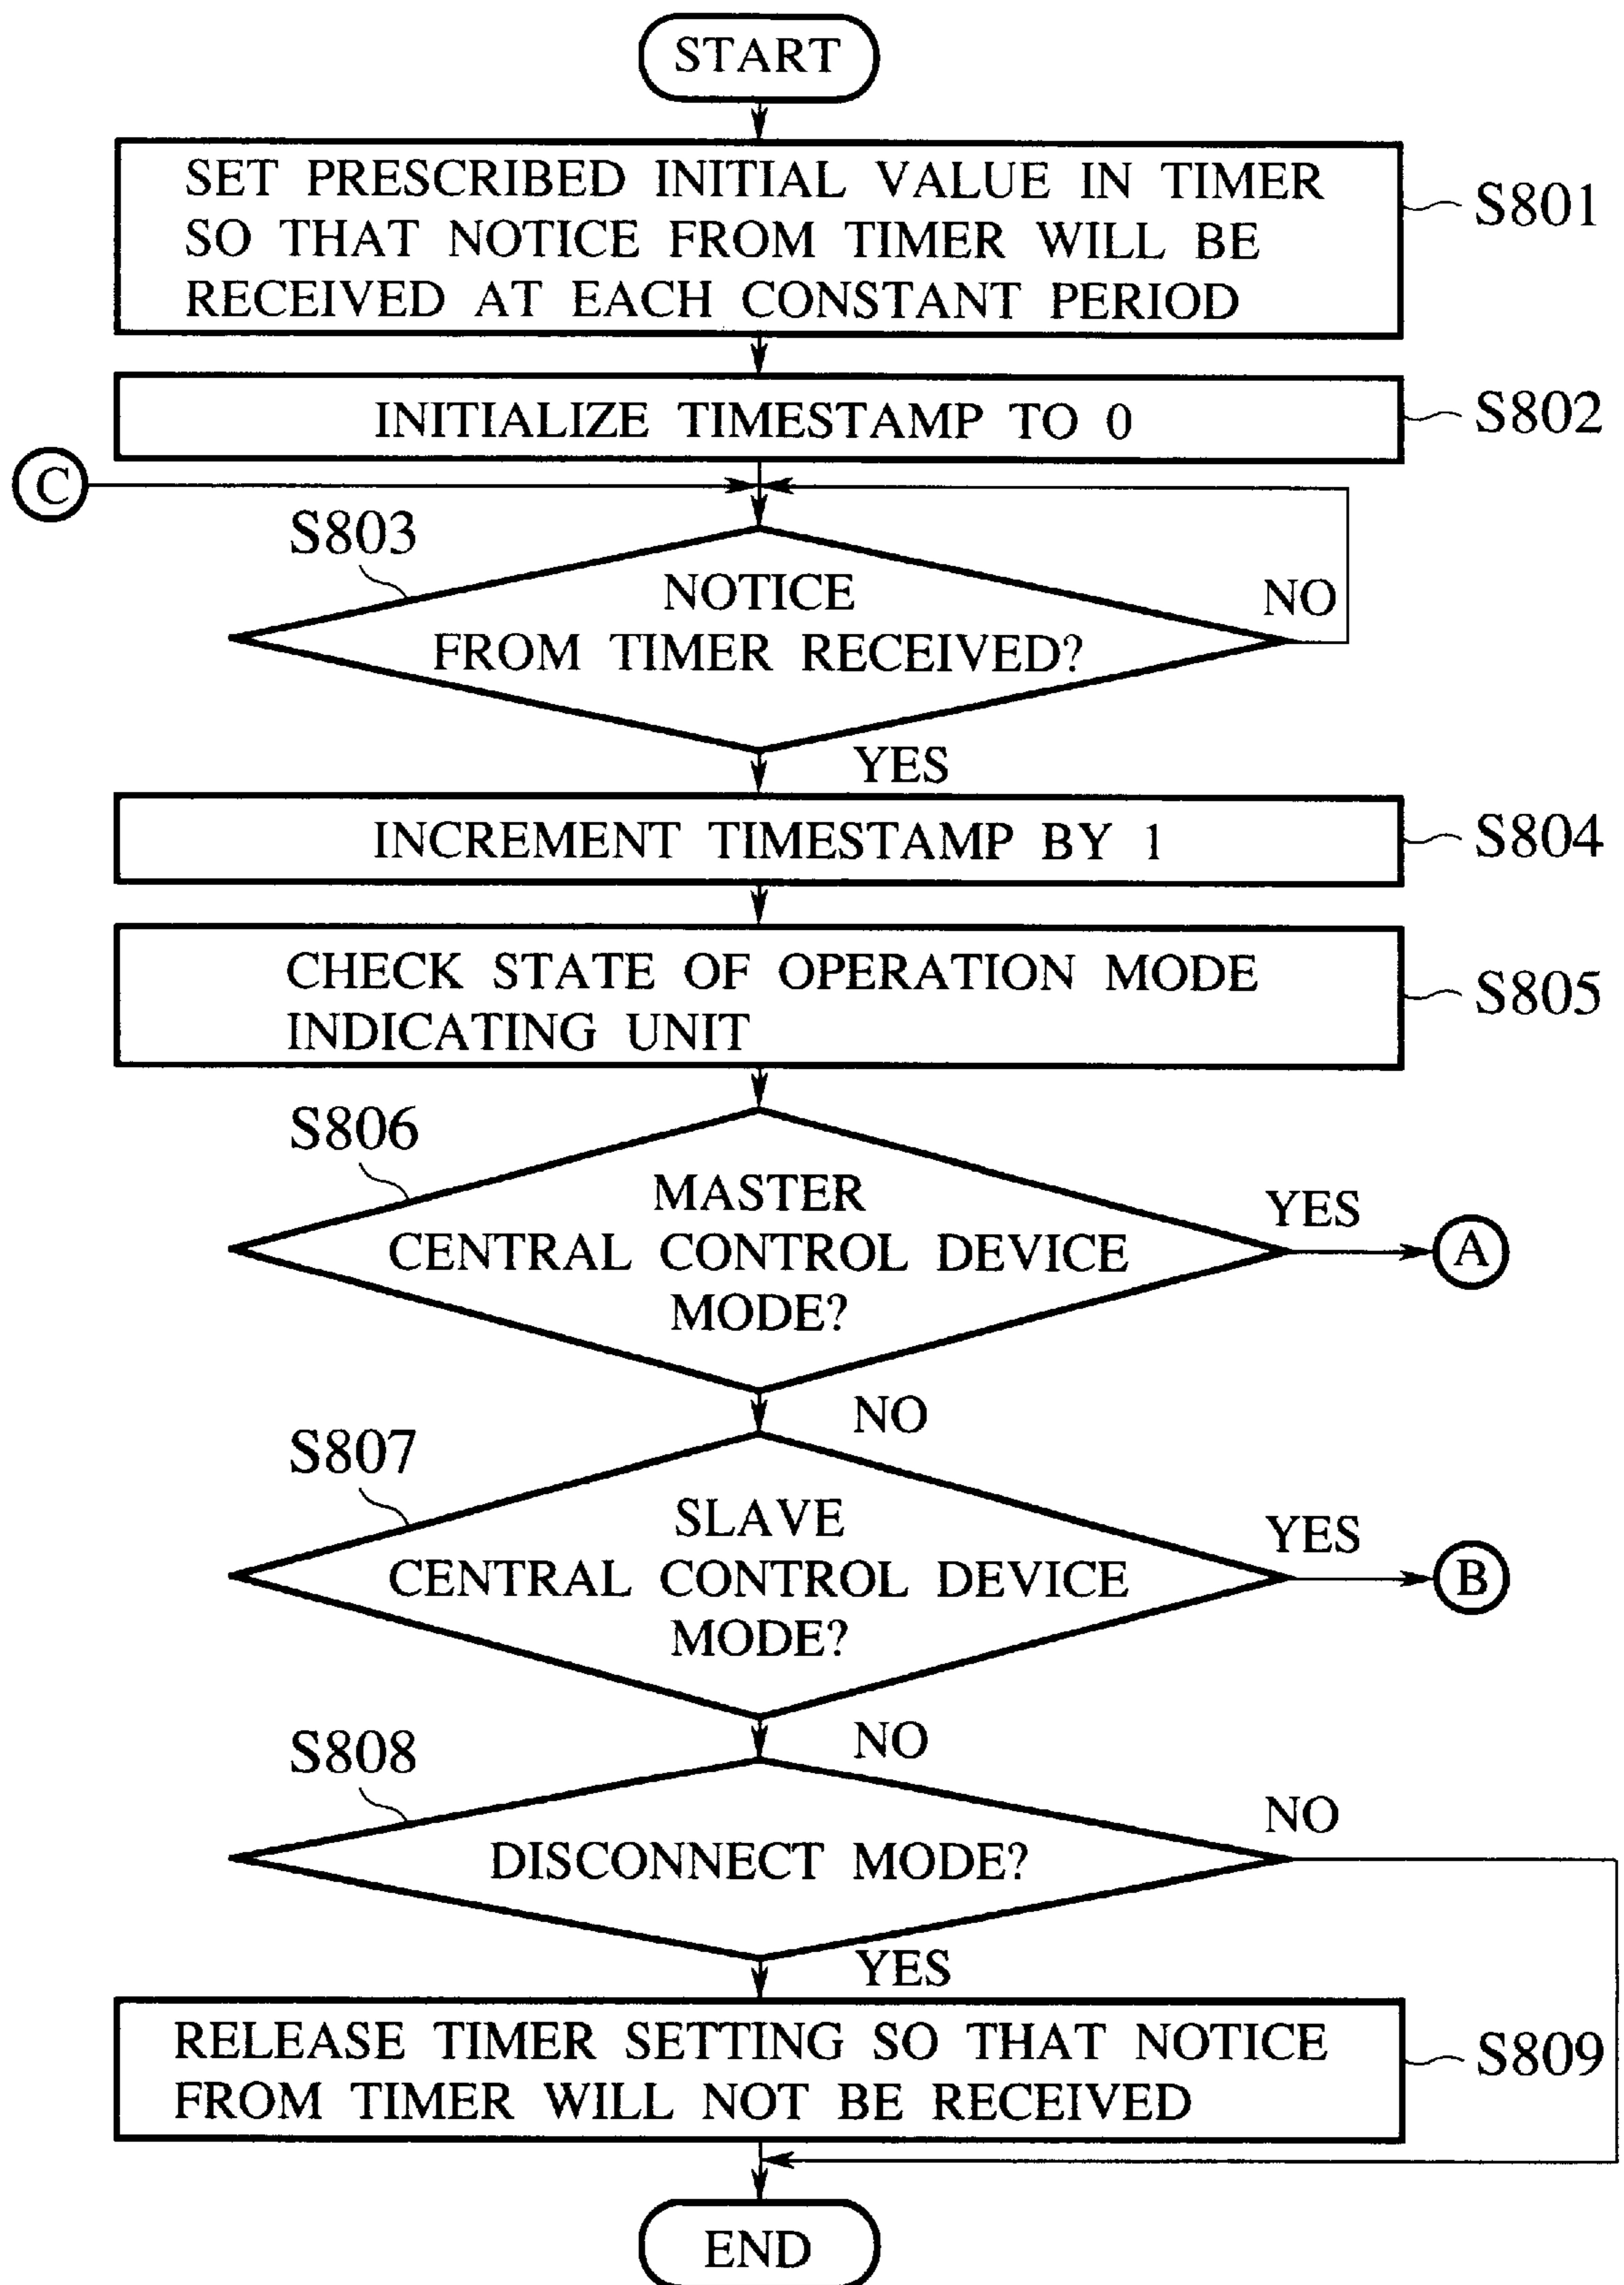 START
SET PRESCRIBED INITIAL VALUE IN TIMER
SO THAT NOTICE FROM TIMER WILL BE
RECEIVED AT EACH CONSTANT PERIOD
S801
INITIALIZE TIMESTAMP TO 0
S802
C
S803
NOTICE
FROM TIMER RECEIVED?
NO
YES
INCREMENT TIMESTAMP BY 1
S804
CHECK STATE OF OPERATION MODE
INDICATING UNIT
S805
S806
MASTER
CENTRAL CONTROL DEVICE
MODE?
YES
A
NO
S807
SLAVE
CENTRAL CONTROL DEVICE
MODE?
YES
B
NO
S808
DISCONNECT MODE?
NO
YES
RELEASE TIMER SETTING SO THAT NOTICE
FROM TIMER WILL NOT BE RECEIVED
S809
END